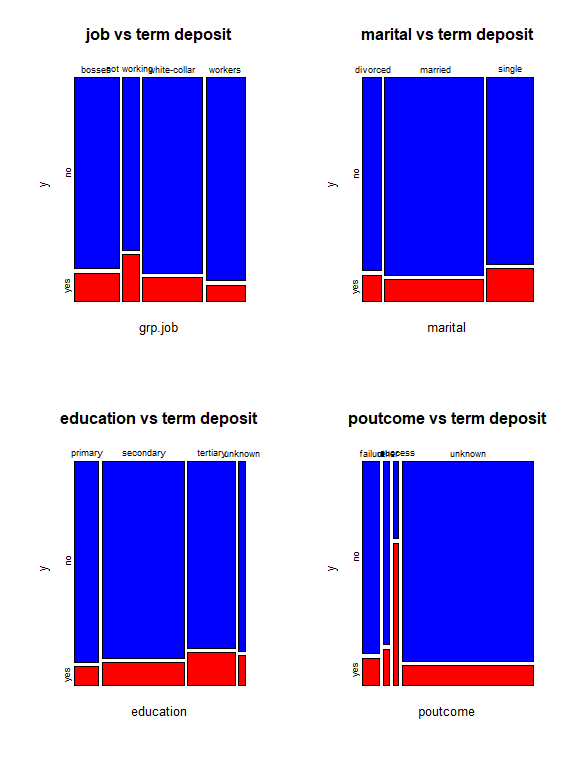 job vs term deposit
bosses not working white-collar workers
y
no
yes
grp.job
marital vs term deposit
divorced married single
y
no
yes
marital
education vs term deposit
primary secondary tertiary unknown
y
no
yes
education
poutcome vs term deposit
failure other success unknown
y
no
yes
poutcome